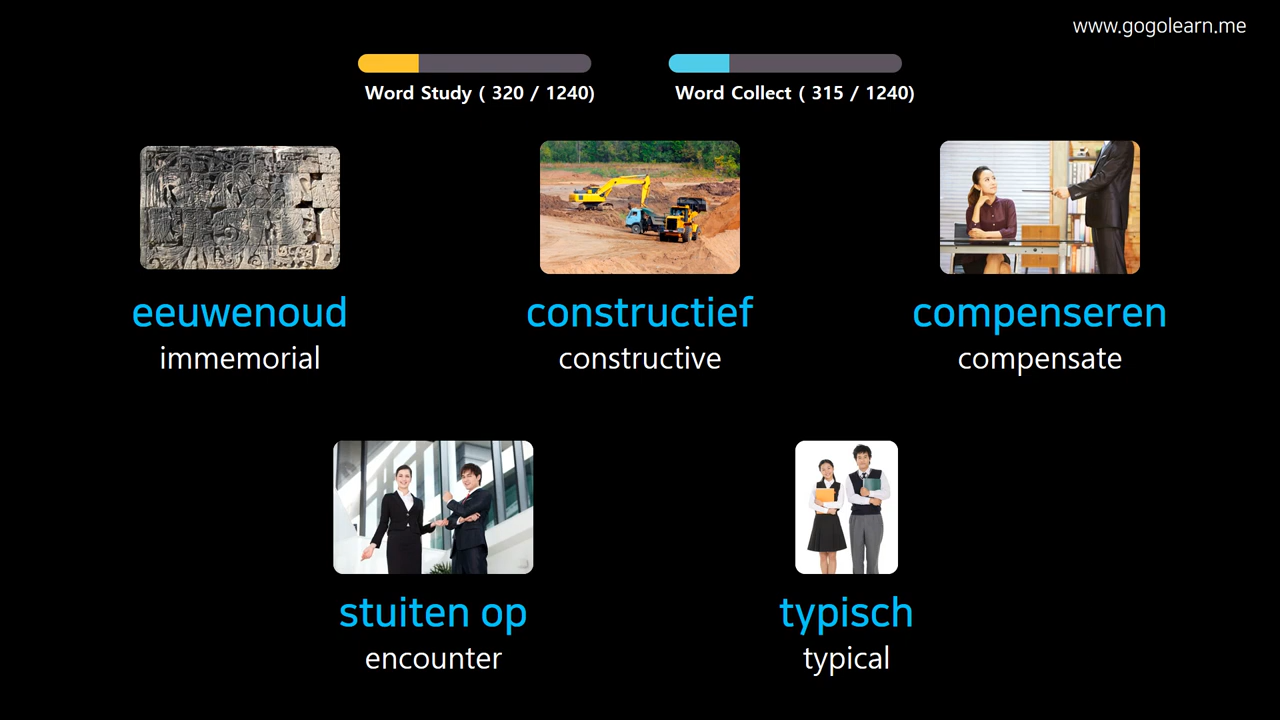 www.gogolearn.me
Word Study ( 320 / 1240)
Word Collect ( 315 / 1240)
eeuwenoud
immemorial
constructief
constructive
compenseren
compensate
stuiten op
encounter
typisch
typical